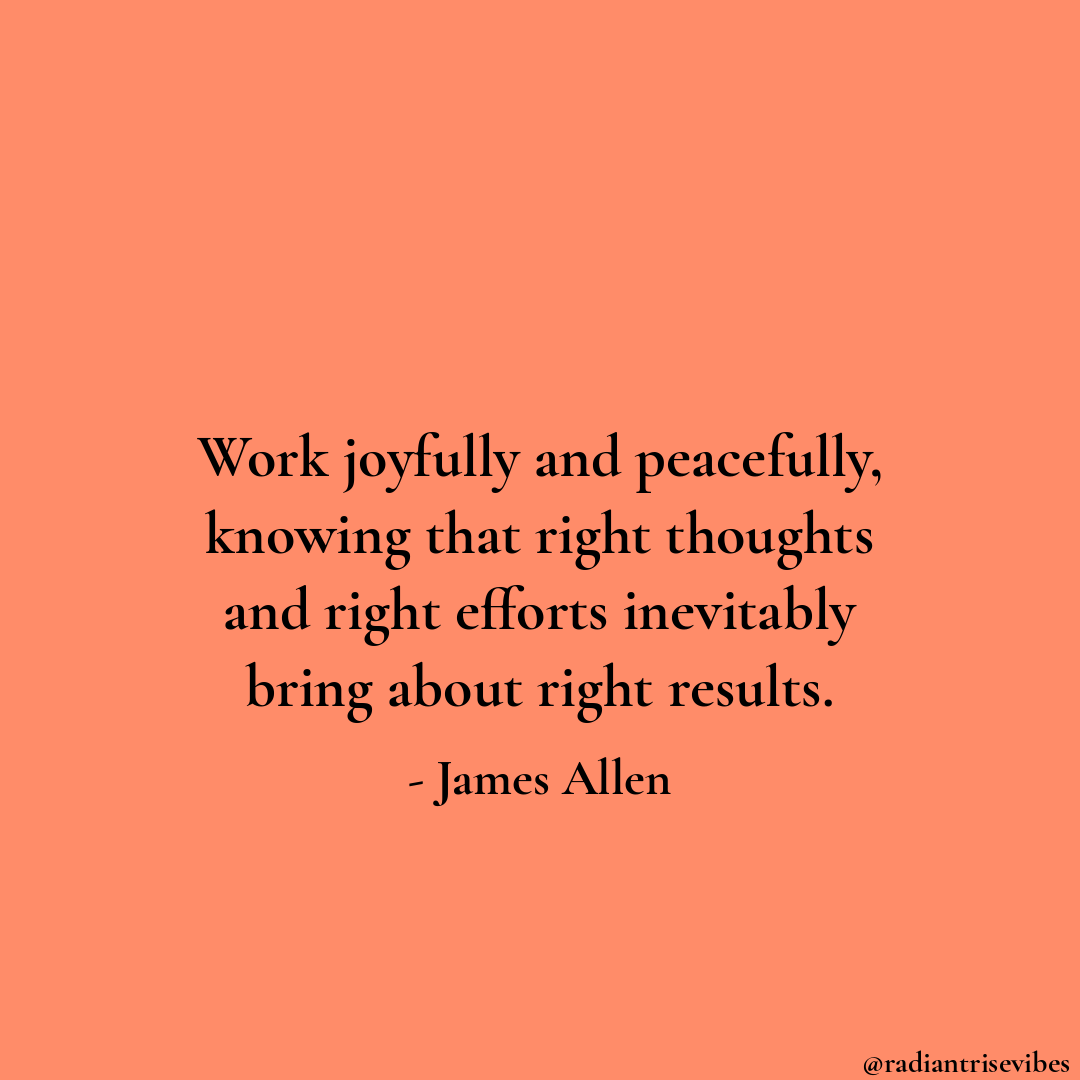 Work joyfully and peacefully,
knowing that right thoughts
and right efforts inevitably
bring about right results.
- James Allen
@radiantrisevibes